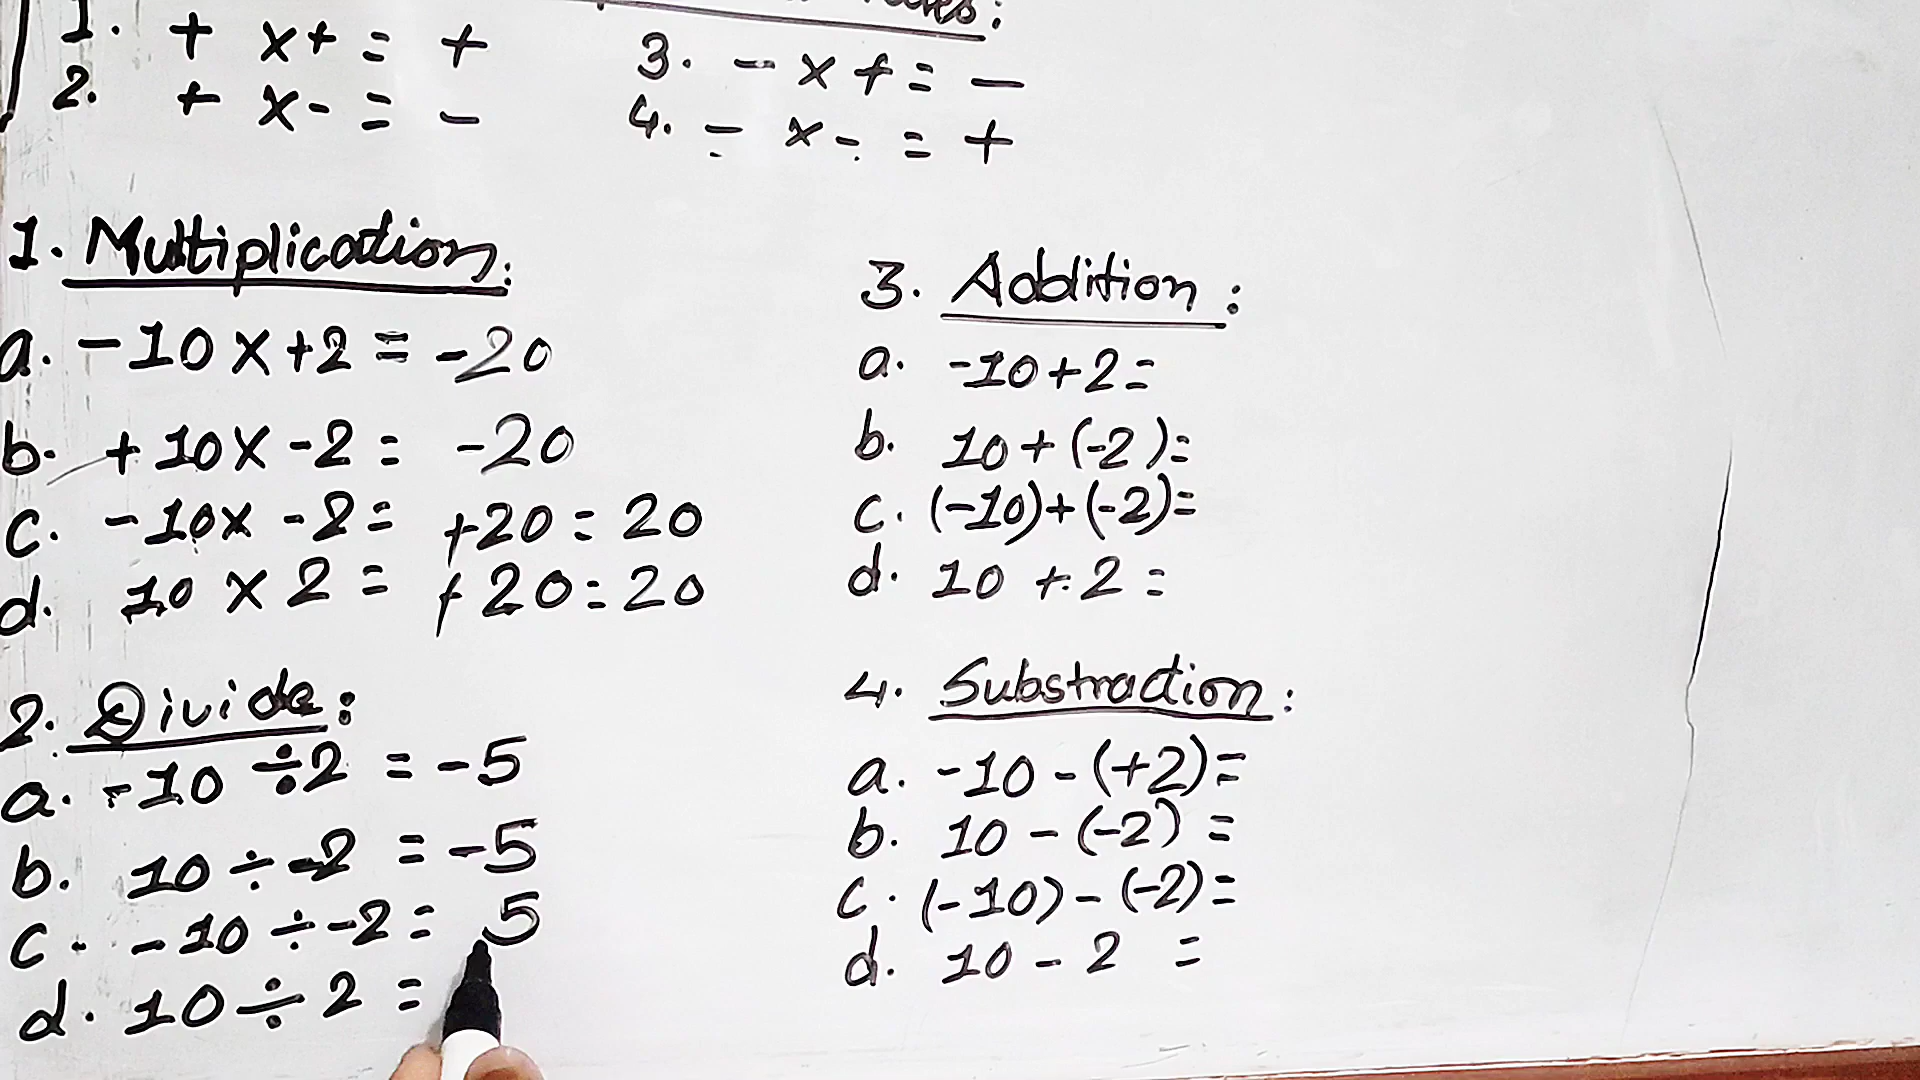 1. + x + = +
2. + x - = -
3. - x + = -
4. - x - = +
1. Multiplication:
a. -10 x +2 = -20
b. +10 x -2 = -20
c. -10 x -2 = +20 = 20
d. 10 x 2 = +20 = 20
2. Divide:
a. -10 ÷ 2 = -5
b. 10 ÷ -2 = -5
c. -10 ÷ -2 = 5
d. 10 ÷ 2 =
3. Addition:
a. -10 + 2 =
b. 10 + (-2) =
c. (-10) + (-2) =
d. 10 + 2 =
4. Substraction:
a. -10 - (+2) =
b. 10 - (-2) =
c. (-10) - (-2) =
d. 10 - 2 =